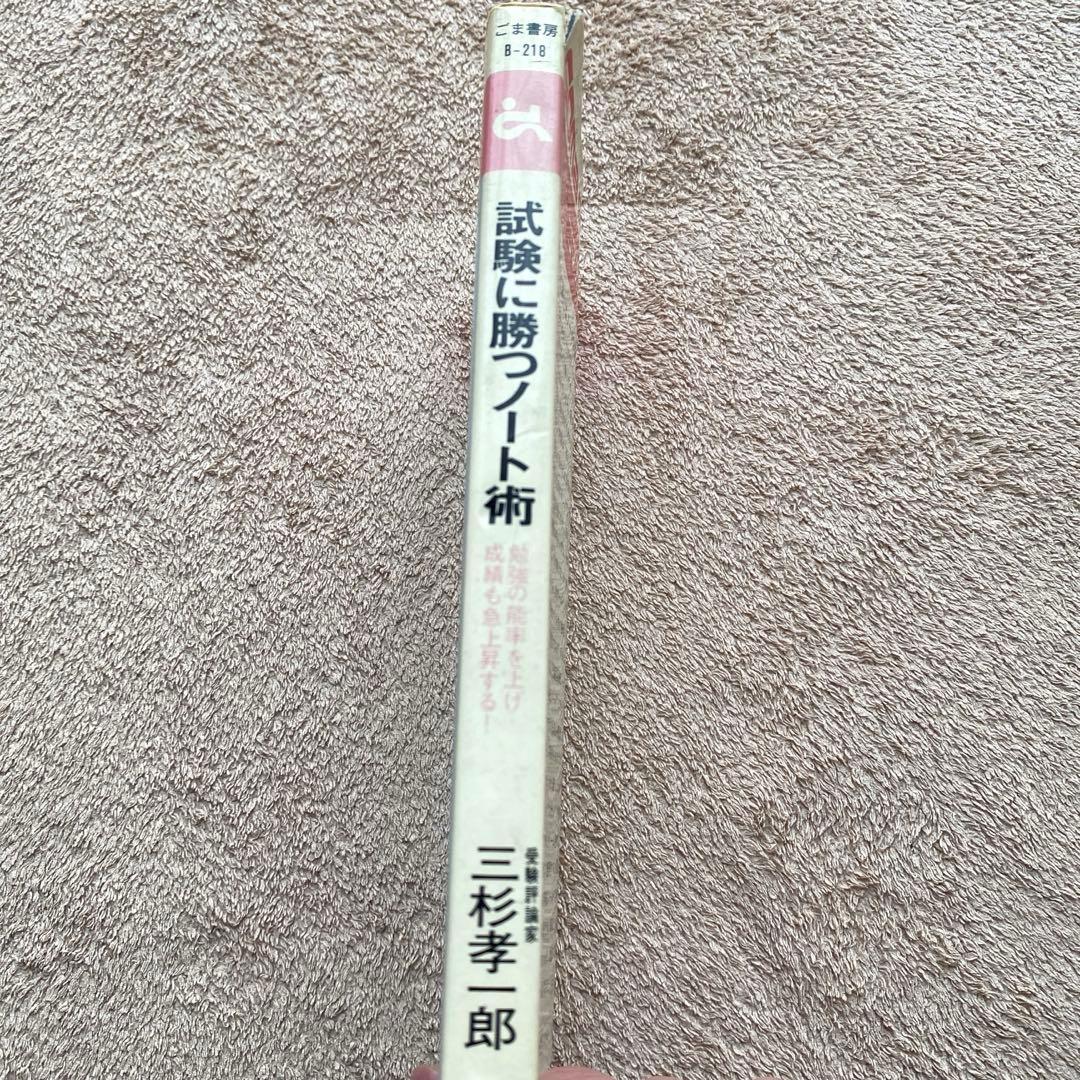 ごま書房
B-218
試験に勝つノート術
勉強の能率を上げ
成績も急上昇する!
受験評論家
三杉孝一郎